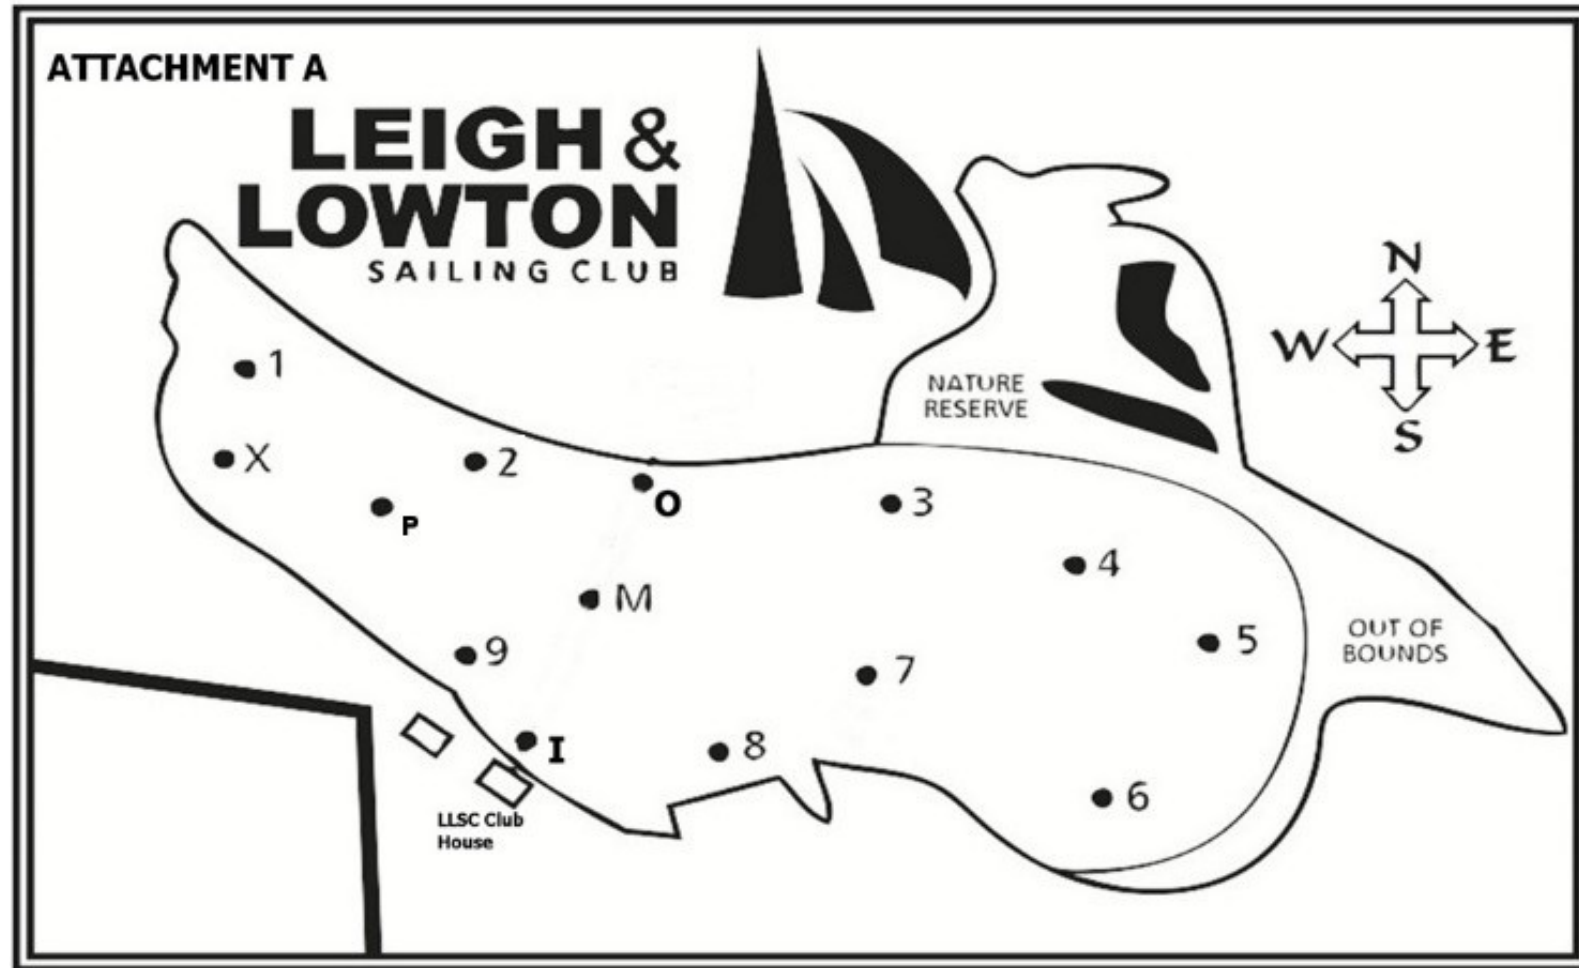 ATTACHMENT A
LEIGH &
LOWTON
SAILING CLUB
N
W E
S
NATURE
RESERVE
1
X
2
P
O
3
4
M
9
5
OUT OF
BOUNDS
7
I
8
6
LLSC Club
House